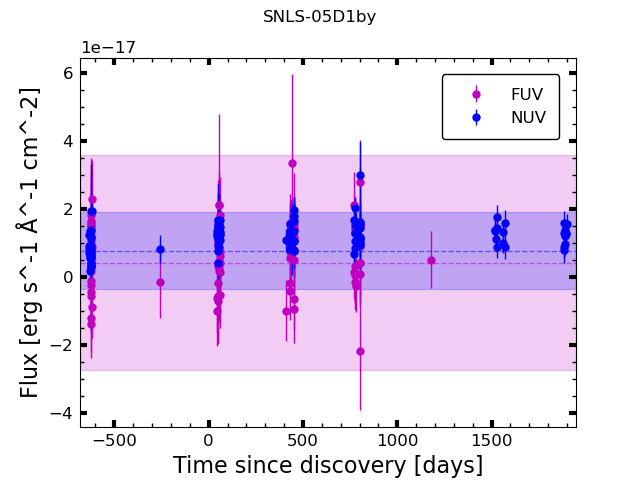 SNLS-05D1by
1e−17
FUV
NUV
6
4
2
0
−2
−4
Flux [erg s^-1 Å^-1 cm^-2]
−500 0 500 1000 1500
Time since discovery [days]